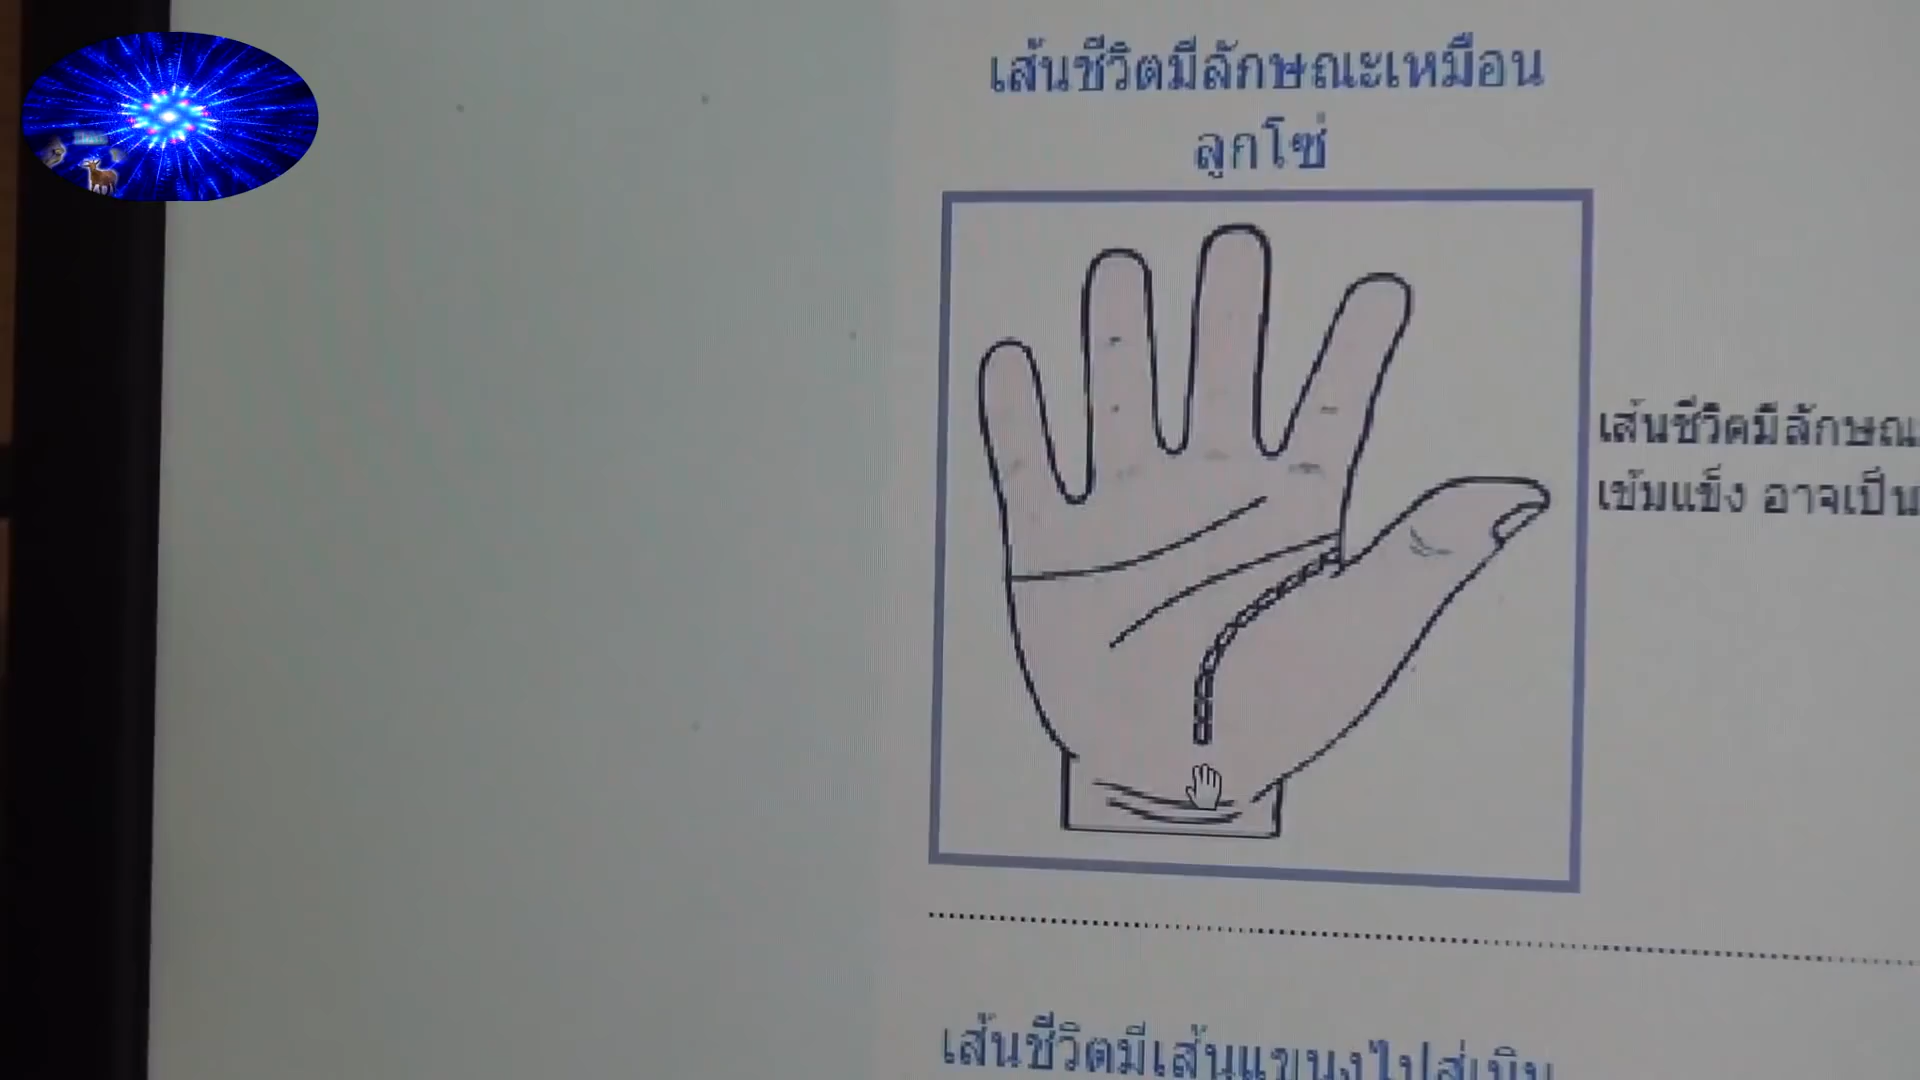 เส้นชีวิตมีลักษณะเหมือน
ลูกโซ่
เส้นชีวิตมีลักษณ
เข้มแข็ง อาจเป็น
เส้นชีวิตมีเส้นแขนงไปสู่เนิน